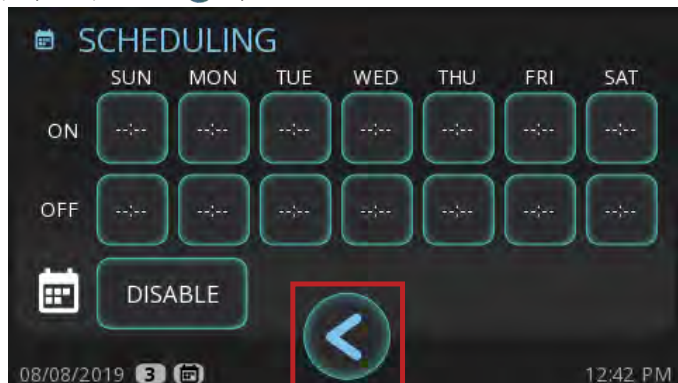 SCHEDULING
SUN MON TUE WED THU FRI SAT
ON --:-- --:-- --:-- --:-- --:-- --:-- --:--
OFF --:-- --:-- --:-- --:-- --:-- --:-- --:--
DISABLE
<
08/08/2019 3 12:42 PM